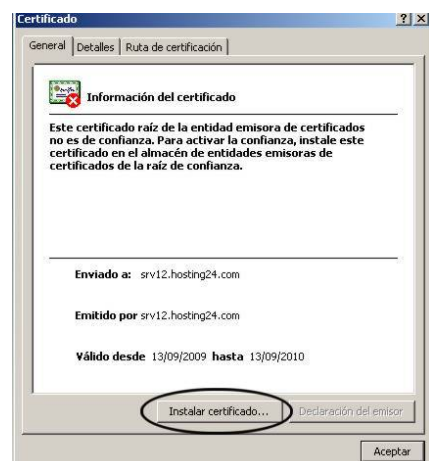 Certificado
General Detalles Ruta de certificación
Información del certificado
Este certificado raíz de la entidad emisora de certificados
no es de confianza. Para activar la confianza, instale este
certificado en el almacén de entidades emisoras de
certificados de la raíz de confianza.
Enviado a: srv12.hosting24.com
Emitido por srv12.hosting24.com
Válido desde 13/09/2009 hasta 13/09/2010
Instalar certificado... Declaración del emisor
Aceptar